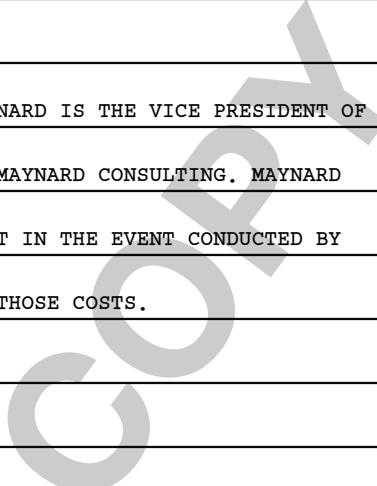 NARD IS THE VICE PRESIDENT OF
MAYNARD CONSULTING. MAYNARD
T IN THE EVENT CONDUCTED BY
THOSE COSTS.
COPY